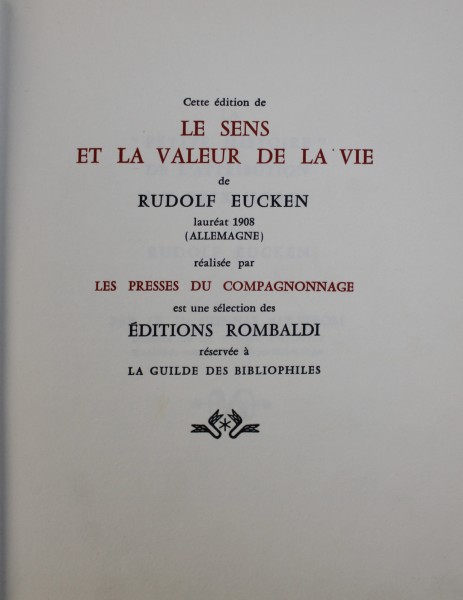 Cette édition de
LE SENS
ET LA VALEUR DE LA VIE
de
RUDOLF EUCKEN
lauréat 1908
(ALLEMAGNE)
réalisée par
LES PRESSES DU COMPAGNONNAGE
est une sélection des
ÉDITIONS ROMBALDI
réservée à
LA GUILDE DES BIBLIOPHILES